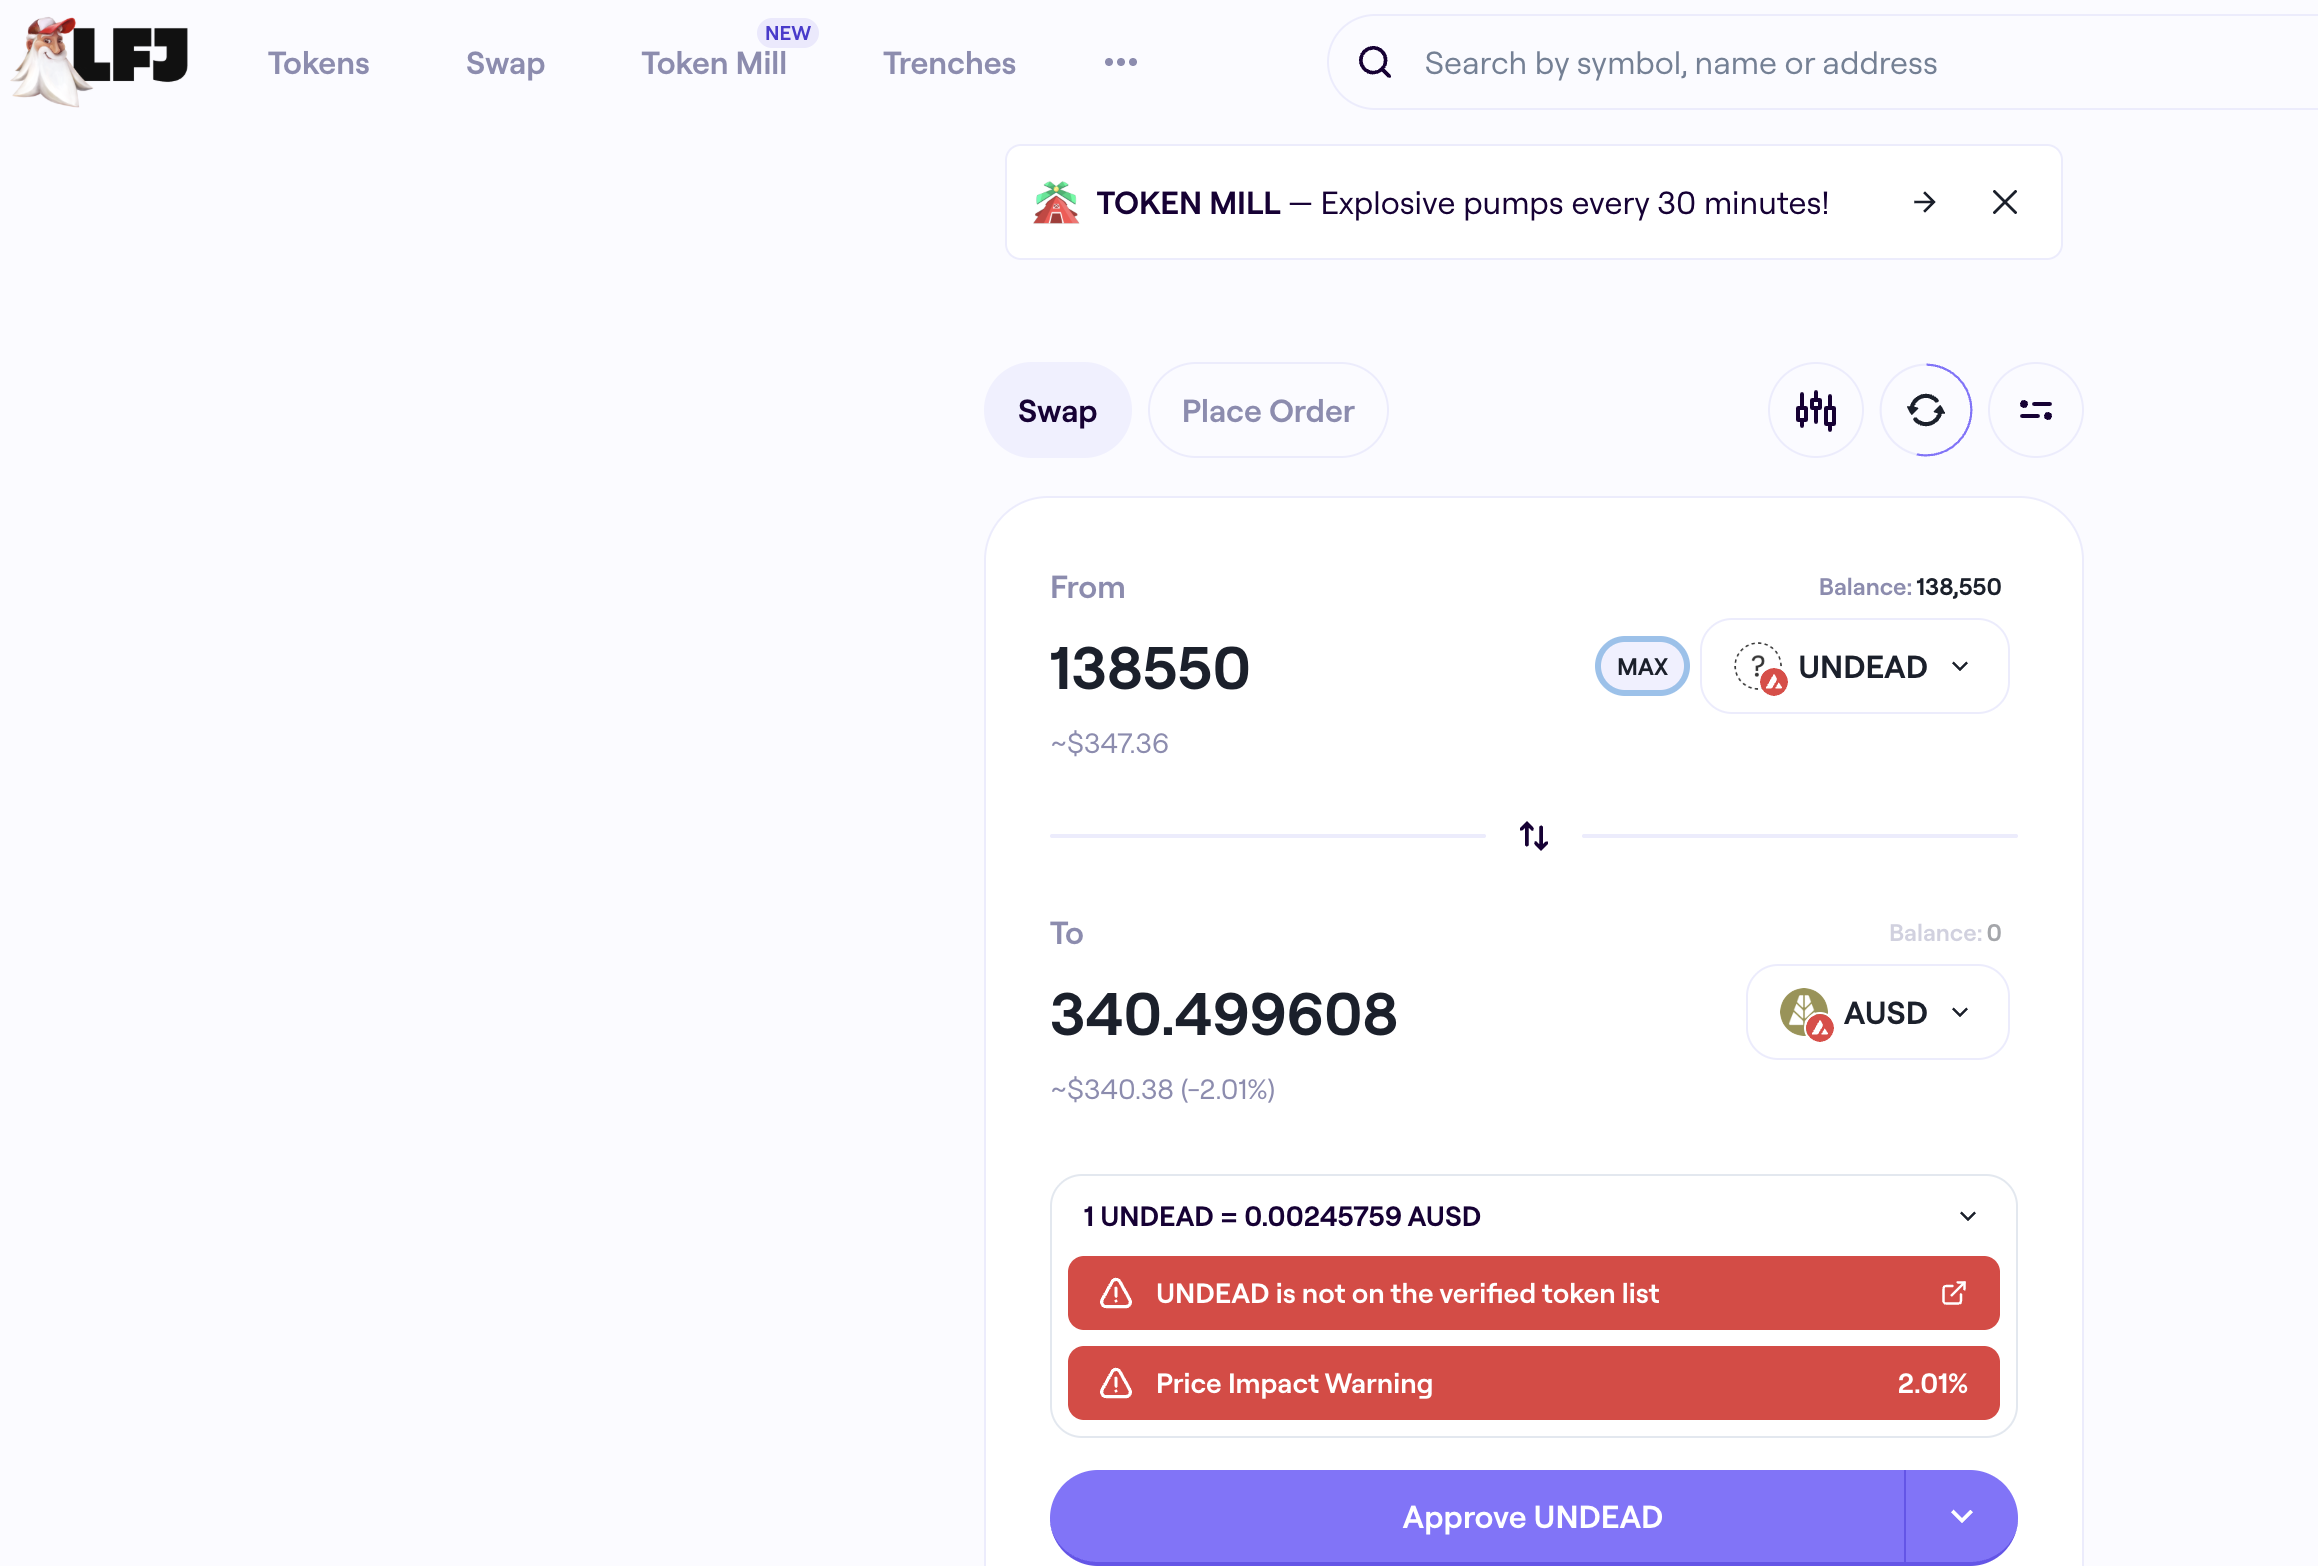 LFJ
Tokens
Swap
Token Mill
NEW
Trenches
Search by symbol, name or address
TOKEN MILL — Explosive pumps every 30 minutes!
Swap
Place Order
From
Balance: 138,550
138550
MAX
? UNDEAD
~$347.36
To
Balance: 0
340.499608
AUSD
~$340.38 (-2.01%)
1 UNDEAD = 0.00245759 AUSD
UNDEAD is not on the verified token list
Price Impact Warning
2.01%
Approve UNDEAD